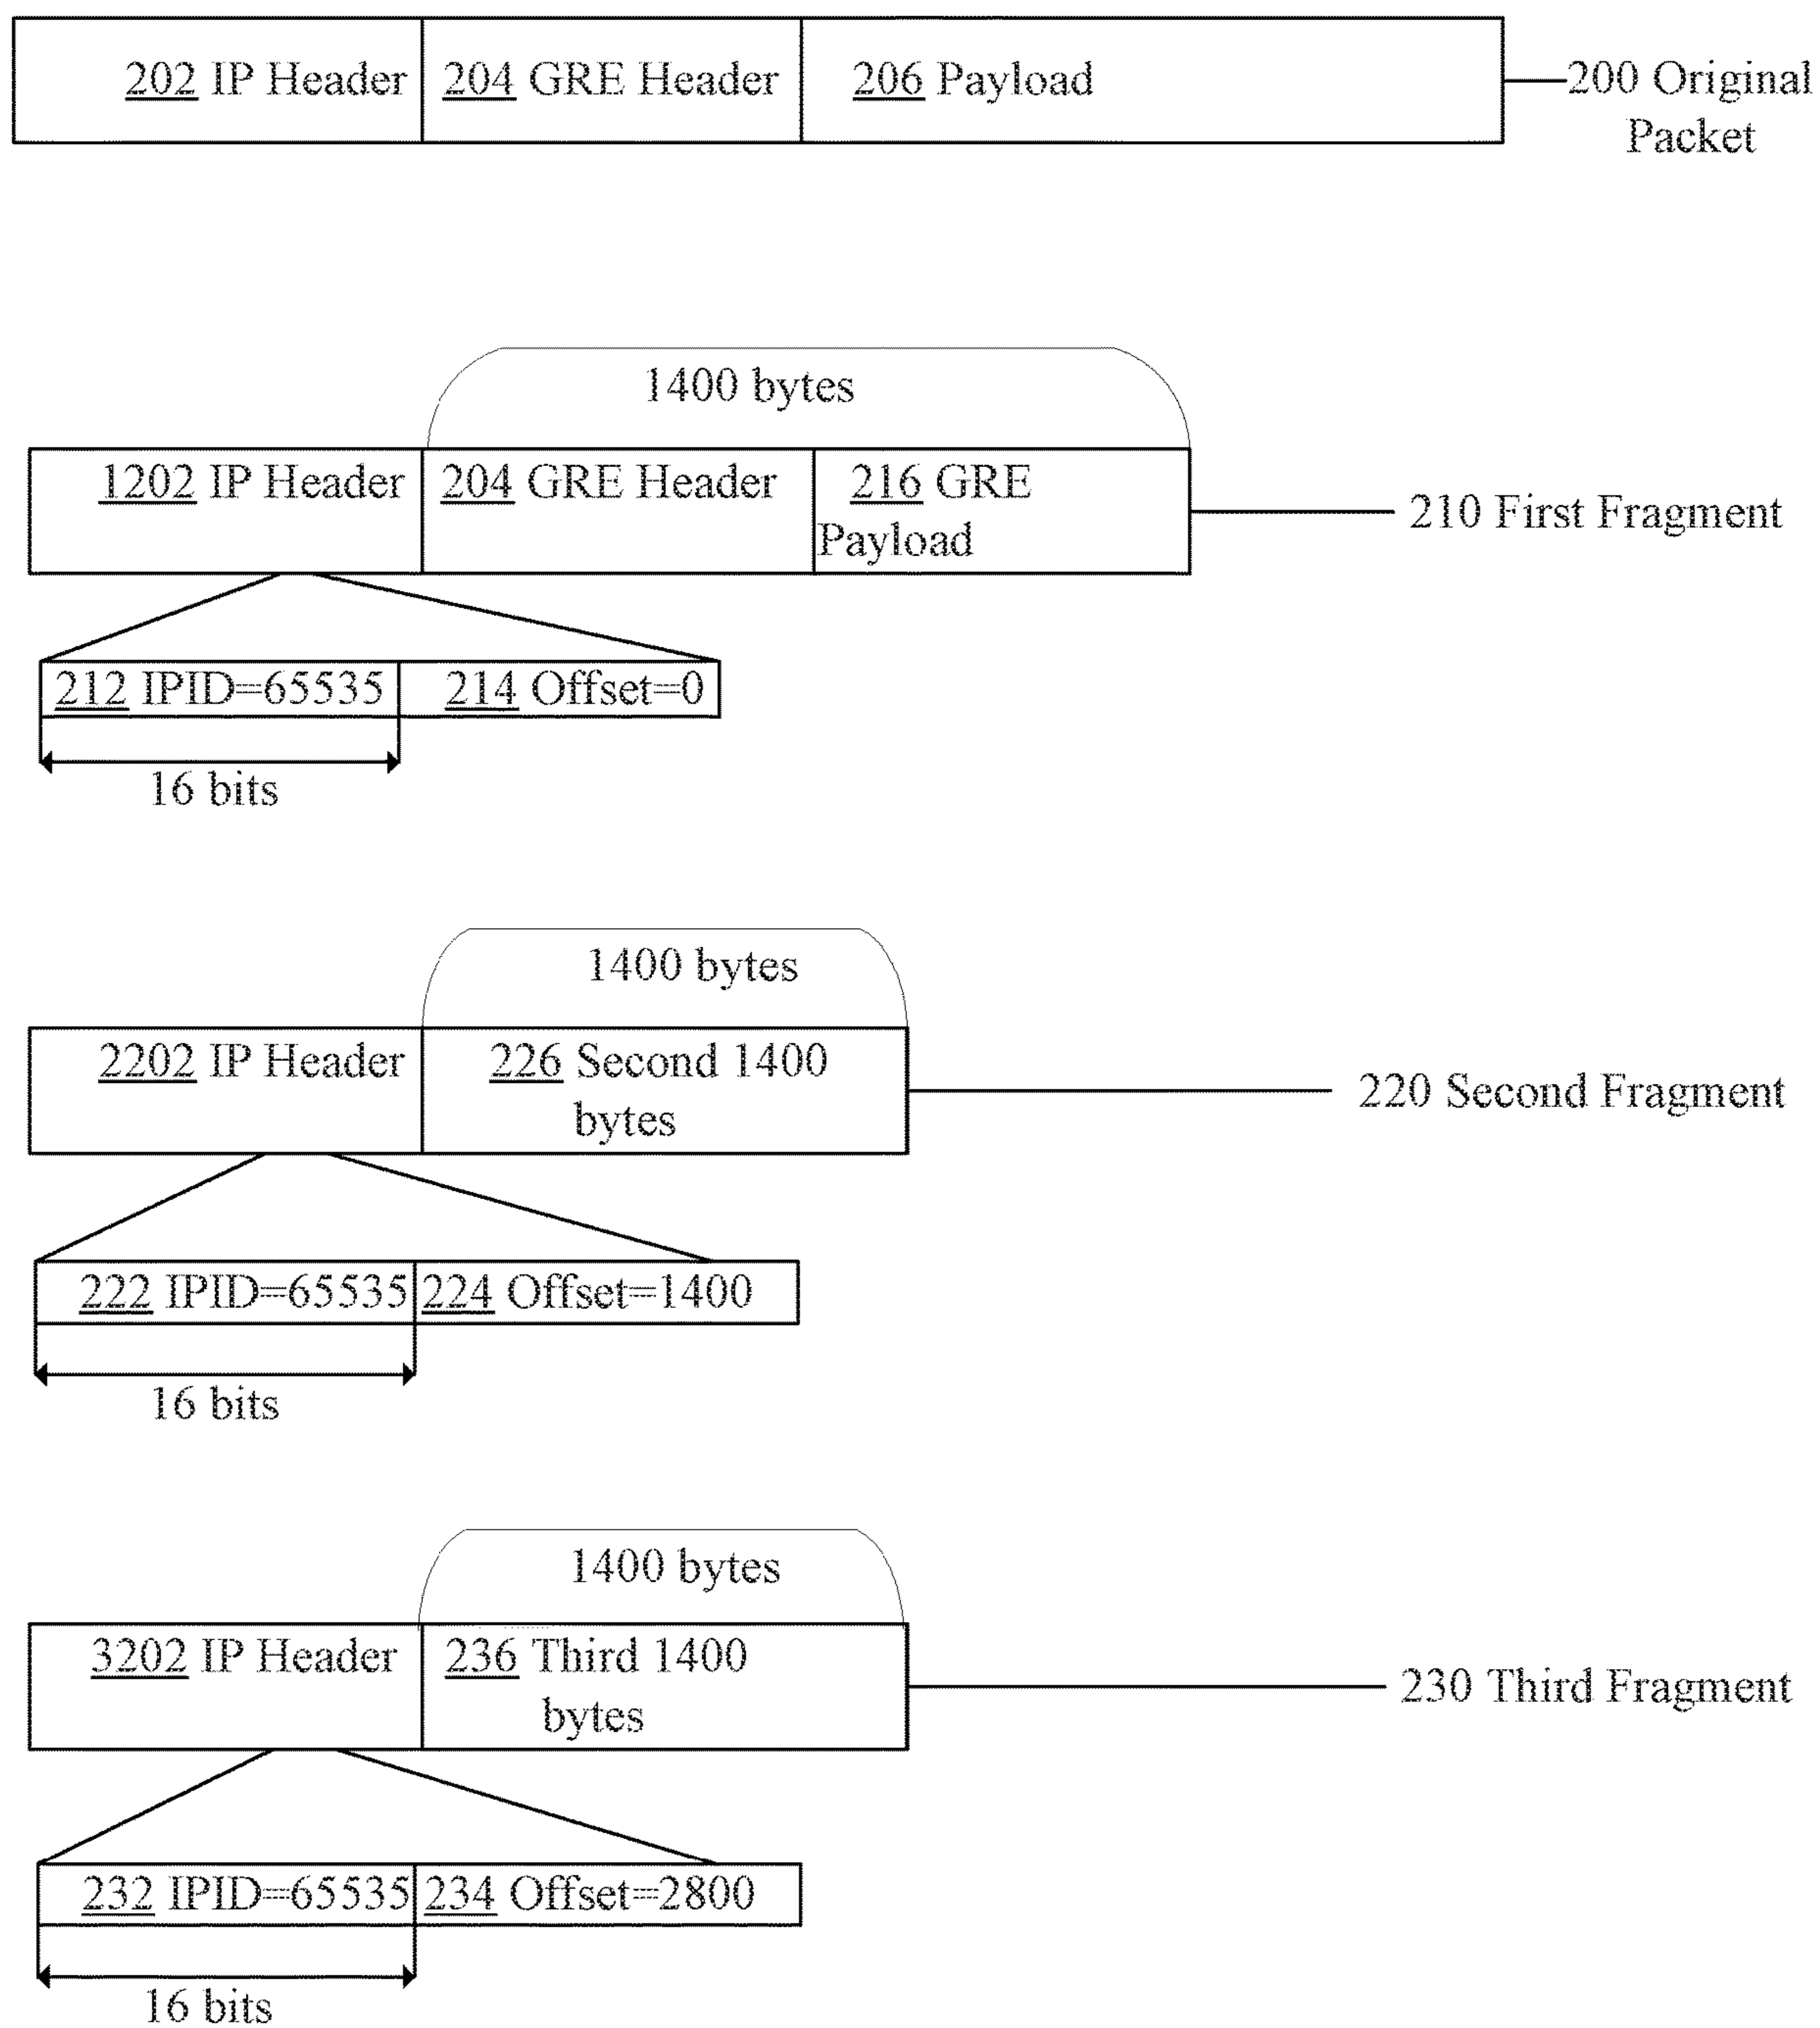 202 IP Header 204 GRE Header 206 Payload 200 Original
Packet
1400 bytes
1202 IP Header 204 GRE Header 216 GRE
Payload
210 First Fragment
212 IPID=65535 214 Offset=0
16 bits
1400 bytes
2202 IP Header 226 Second 1400
bytes
220 Second Fragment
222 IPID=65535 224 Offset=1400
16 bits
1400 bytes
3202 IP Header 236 Third 1400
bytes
230 Third Fragment
232 IPID=65535 234 Offset=2800
16 bits